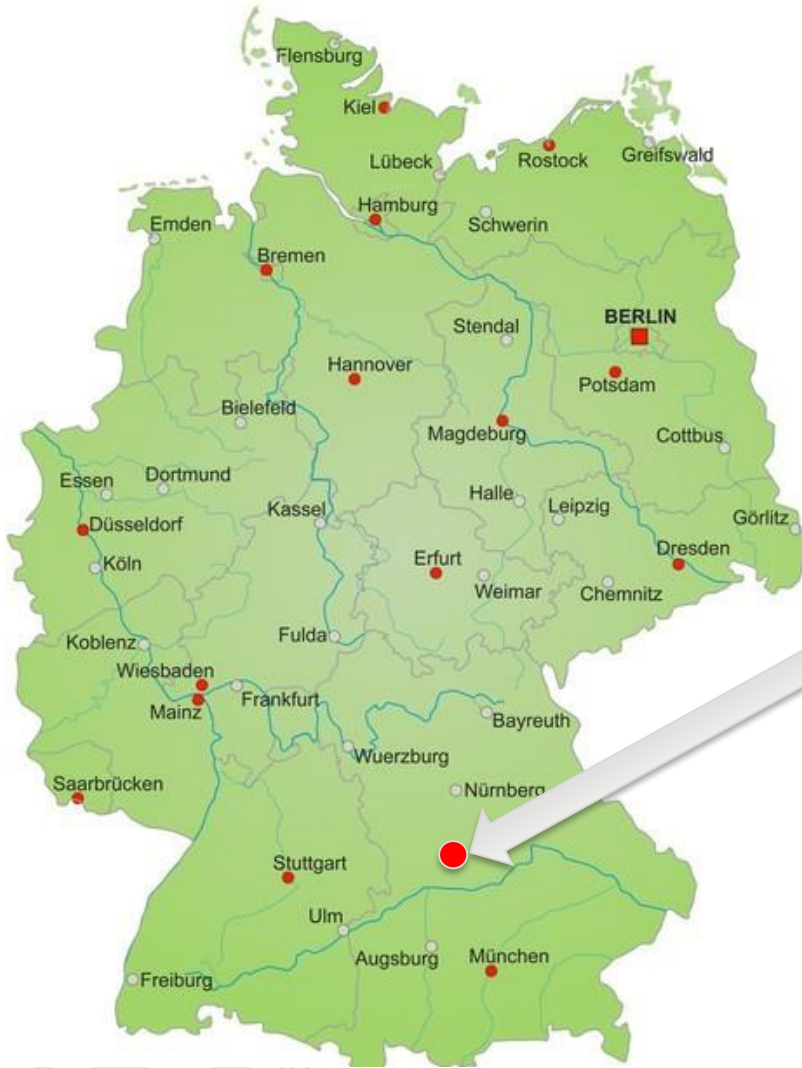 Flensburg
Kiel
Lübeck
Rostock
Greifswald
Hamburg
Schwerin
Emden
Bremen
Stendal
BERLIN
Hannover
Potsdam
Bielefeld
Magdeburg
Cottbus
Essen
Dortmund
Halle
Leipzig
Kassel
Görlitz
Düsseldorf
Dresden
Köln
Erfurt
Weimar
Chemnitz
Koblenz
Fulda
Wiesbaden
Frankfurt
Mainz
Bayreuth
Wuerzburg
Saarbrücken
Nürnberg
Stuttgart
Ulm
Augsburg
München
Freiburg